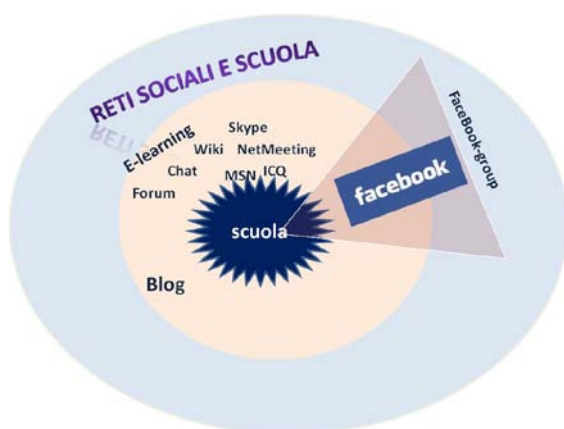 RETI SOCIALI E SCUOLA
E-learning
Skype
Wiki
NetMeeting
Chat
MSN
ICQ
Forum
FaceBook-group
facebook
scuola
Blog